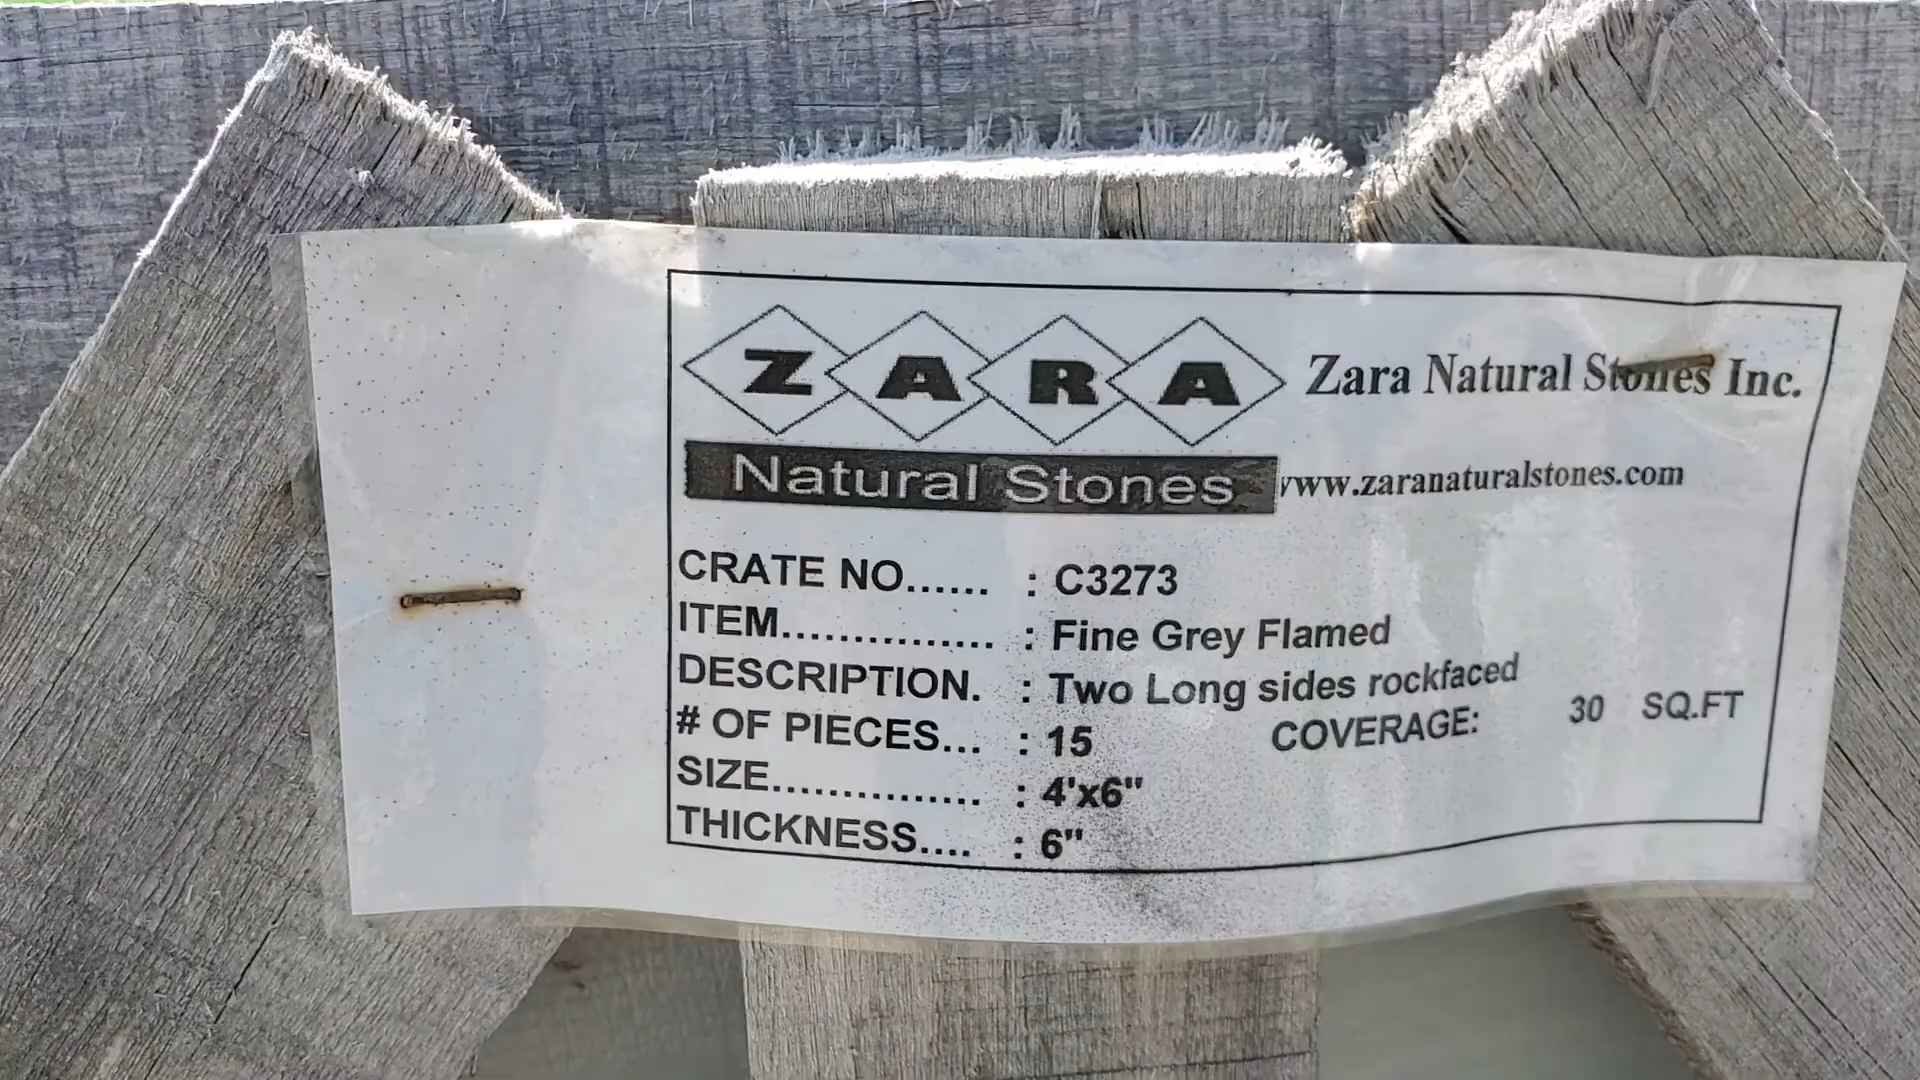 ZARA
Zara Natural Stones Inc.
Natural Stones
www.zaranaturalstones.com
CRATE NO...... : C3273
ITEM............... : Fine Grey Flamed
DESCRIPTION. : Two Long sides rockfaced
# OF PIECES... : 15 COVERAGE: 30 SQ.FT
SIZE............... : 4'x6"
THICKNESS.... : 6"